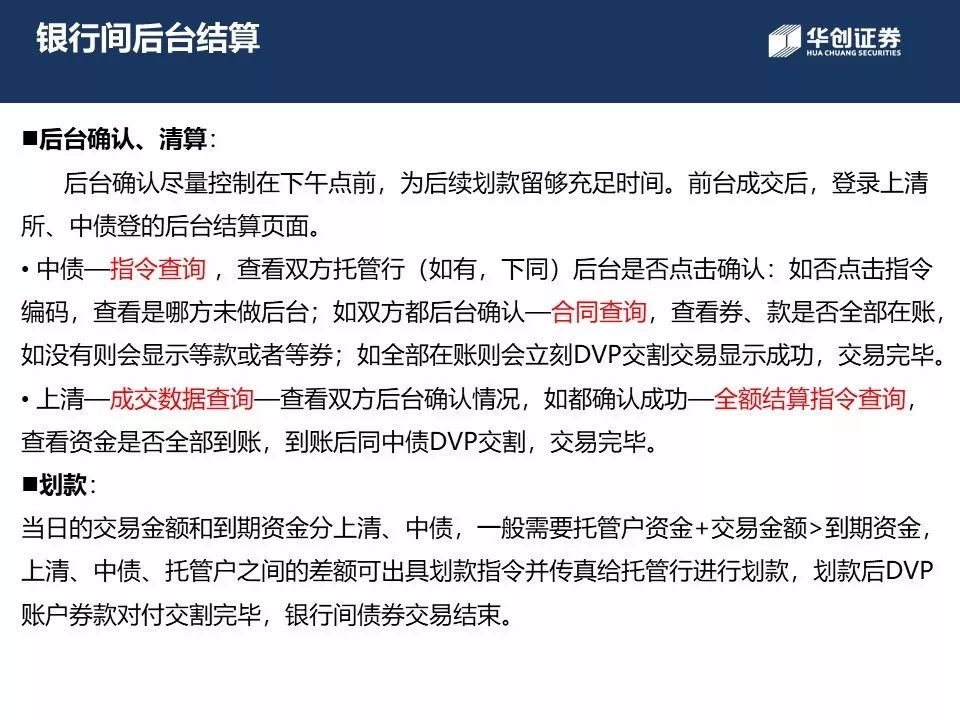 银行间后台结算
华创证券
HUA CHUANG SECURITIES
■后台确认、清算：
后台确认尽量控制在下午点前，为后续划款留够充足时间。前台成交后，登录上清
所、中债登的后台结算页面。
• 中债—指令查询 ，查看双方托管行（如有，下同）后台是否点击确认：如否点击指令
编码，查看是哪方未做后台；如双方都后台确认—合同查询，查看券、款是否全部在账，
如没有则会显示等款或者等券；如全部在账则会立刻DVP交割交易显示成功，交易完毕。
• 上清—成交数据查询—查看双方后台确认情况，如都确认成功—全额结算指令查询，
查看资金是否全部到账，到账后同中债DVP交割，交易完毕。
■划款：
当日的交易金额和到期资金分上清、中债，一般需要托管户资金+交易金额>到期资金，
上清、中债、托管户之间的差额可出具划款指令并传真给托管行进行划款，划款后DVP
账户券款对付交割完毕，银行间债券交易结束。